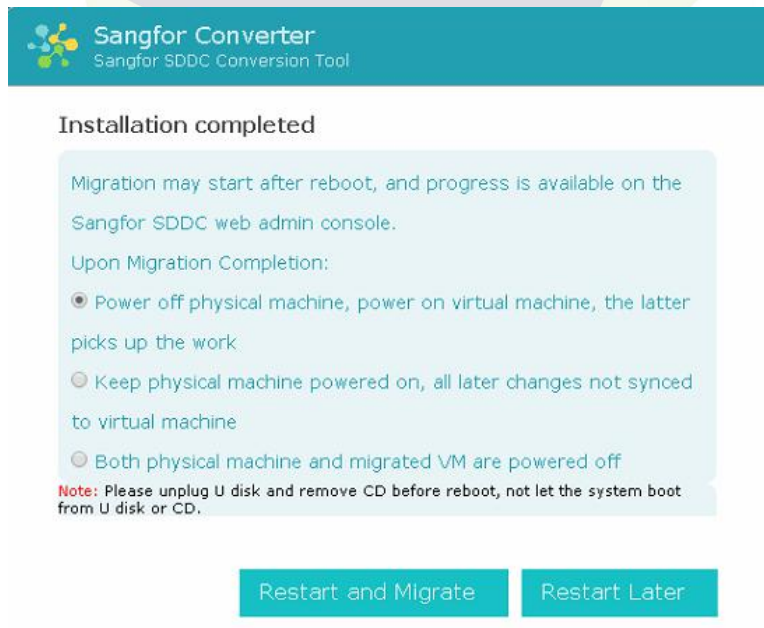 Sangfor Converter
Sangfor SDDC Conversion Tool
Installation completed
Migration may start after reboot, and progress is available on the
Sangfor SDDC web admin console.
Upon Migration Completion:
Power off physical machine, power on virtual machine, the latter
picks up the work
Keep physical machine powered on, all later changes not synced
to virtual machine
Both physical machine and migrated VM are powered off
Note: Please unplug U disk and remove CD before reboot, not let the system boot
from U disk or CD.
Restart and Migrate
Restart Later